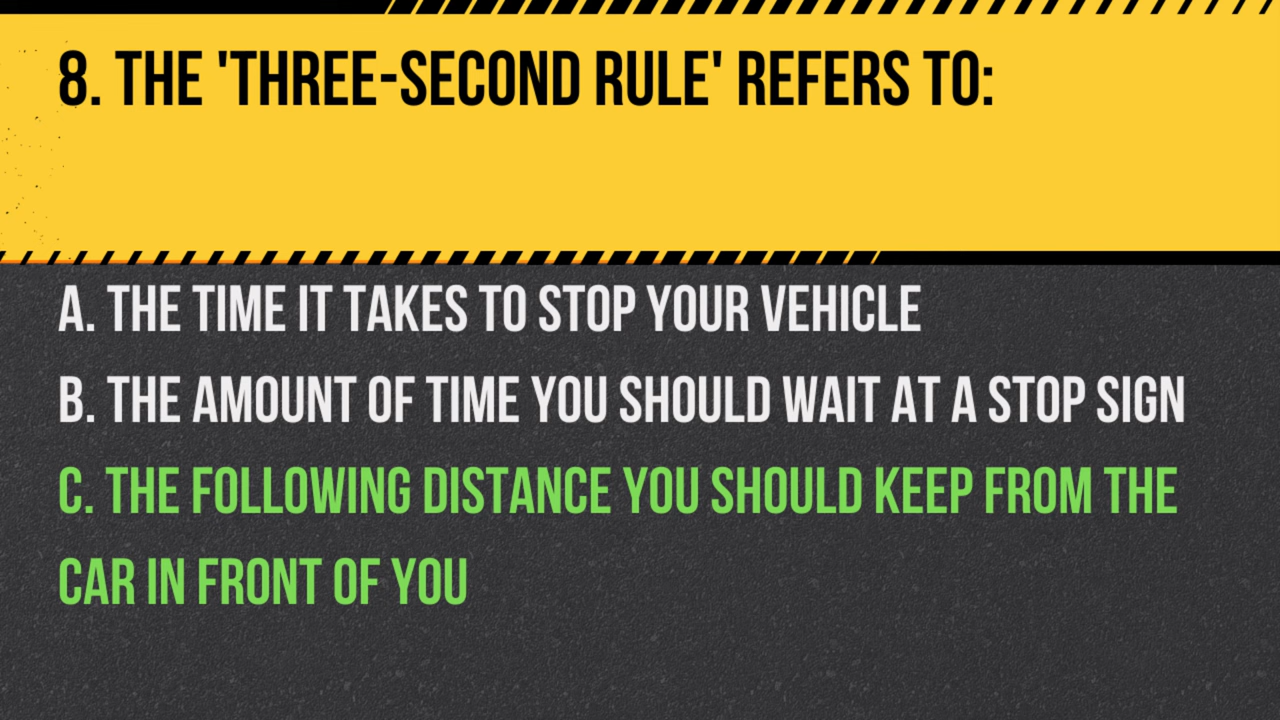 8. THE 'THREE-SECOND RULE' REFERS TO:
A. THE TIME IT TAKES TO STOP YOUR VEHICLE
B. THE AMOUNT OF TIME YOU SHOULD WAIT AT A STOP SIGN
C. THE FOLLOWING DISTANCE YOU SHOULD KEEP FROM THE
CAR IN FRONT OF YOU